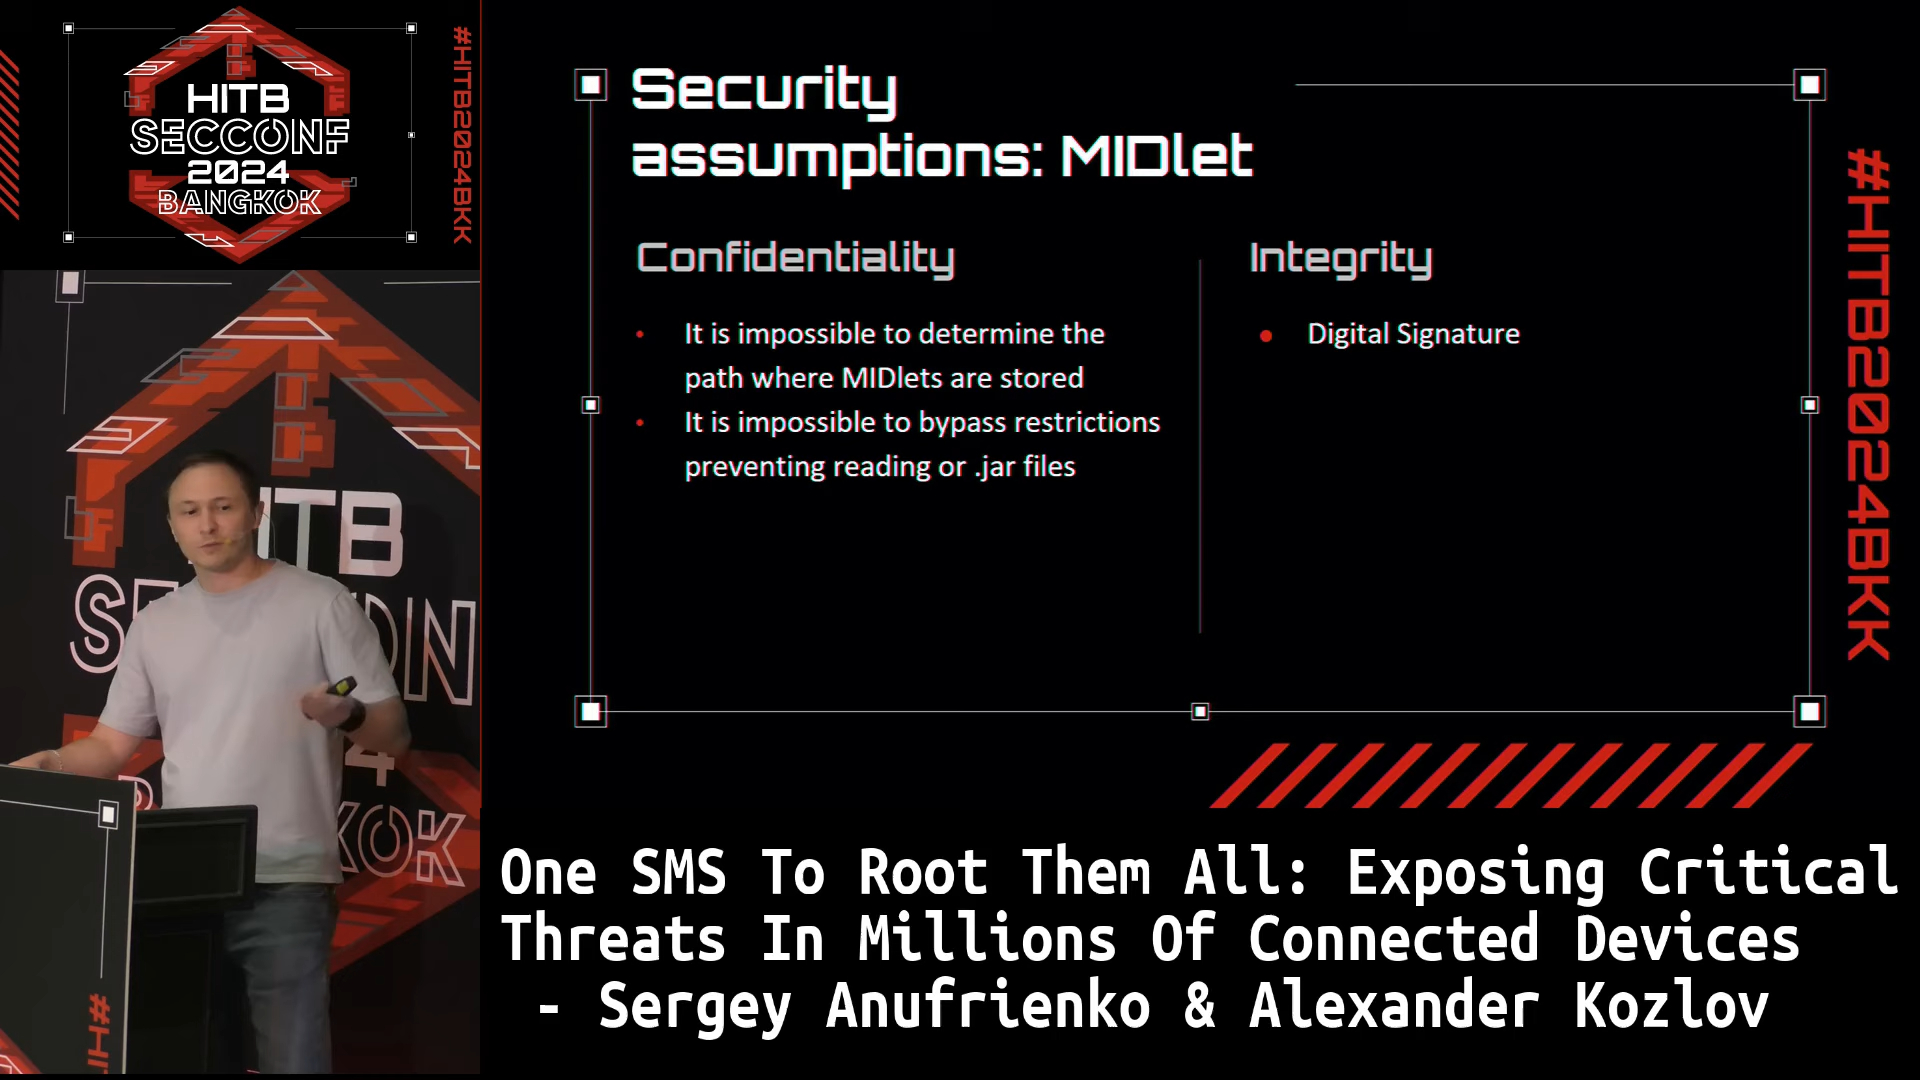 HITB
SECCONF
2024
BANGKOK
#HITB2024BKK
Security
assumptions: MIDlet
Confidentiality
• It is impossible to determine the
path where MIDlets are stored
• It is impossible to bypass restrictions
preventing reading or .jar files
Integrity
• Digital Signature
#HITB2024BKK
ITB
One SMS To Root Them All: Exposing Critical
Threats In Millions Of Connected Devices
- Sergey Anufrienko & Alexander Kozlov